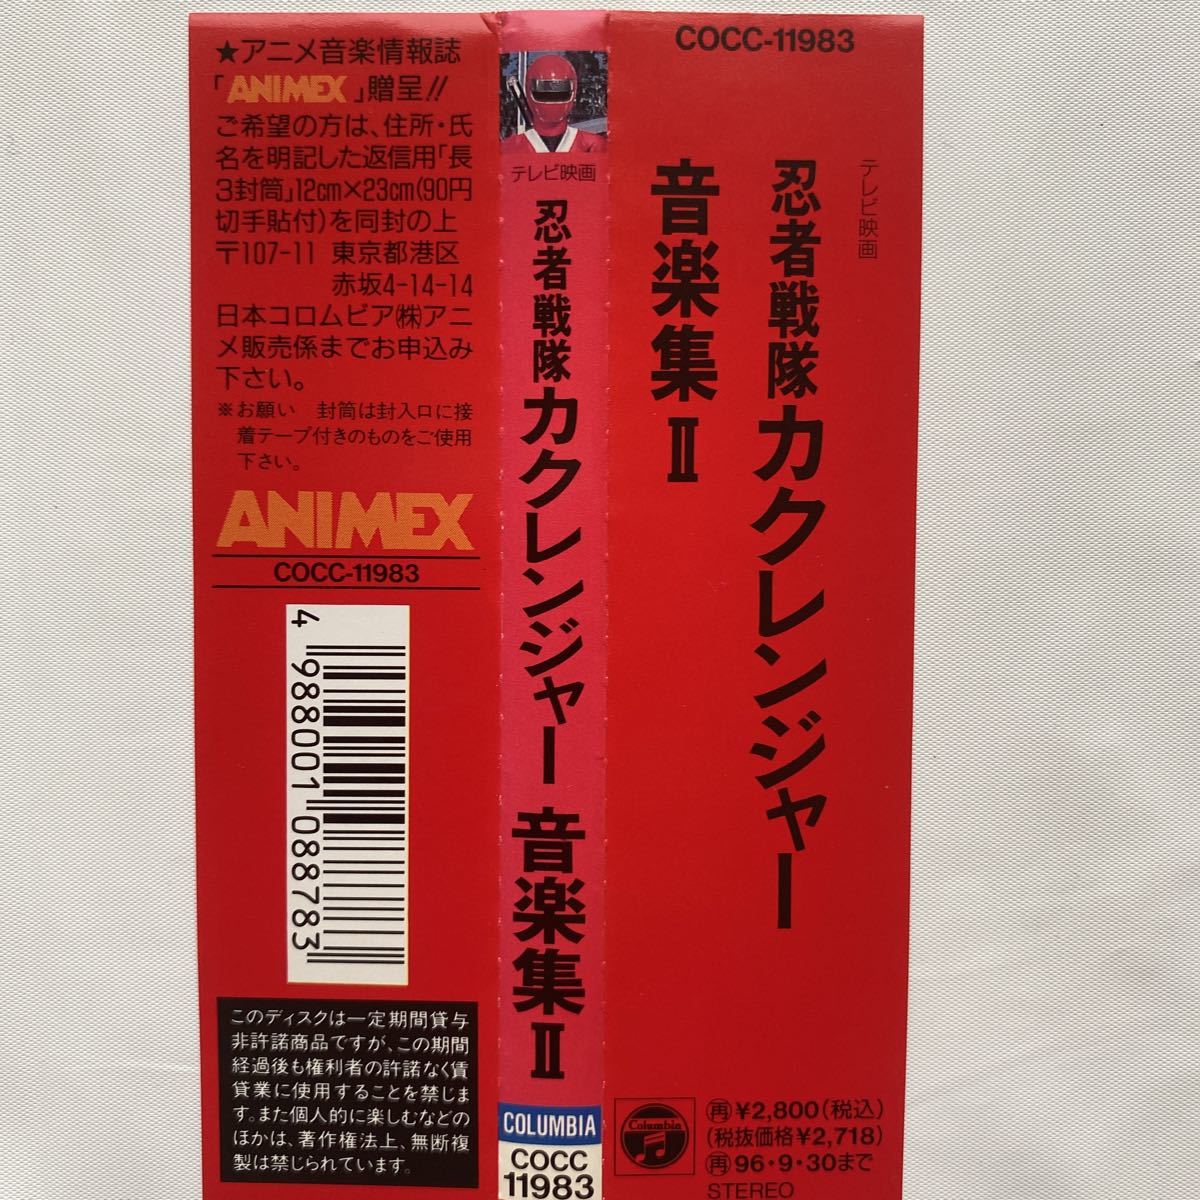 ★アニメ音楽情報誌
「ANIMEX」贈呈!!
ご希望の方は、住所・氏
名を明記した返信用「長
3封筒」12cm×23cm(90円
切手貼付)を同封の上
〒107-11 東京都港区
赤坂4-14-14
日本コロムビア㈱アニ
メ販売係までお申込み
下さい。
※お願い 封筒は封入口に接
着テープ付きのものをご使用
下さい。
ANIMEX
COCC-11983
4 988001 088783
このディスクは一定期間貸与
非許諾商品ですが、この期間
経過後も権利者の許諾なく賃
貸業に使用することを禁じま
す。また個人的に楽しむなどの
ほかは、著作権法上、無断複
製は禁じられています。
テレビ映画
忍者戦隊カクレンジャー 音楽集II
COLUMBIA
COCC
11983
COCC-11983
テレビ映画
忍者戦隊カクレンジャー
音楽集II
Columbia
再¥2,800(税込)
(税抜価格¥2,718)
再96・9・30まで
STEREO